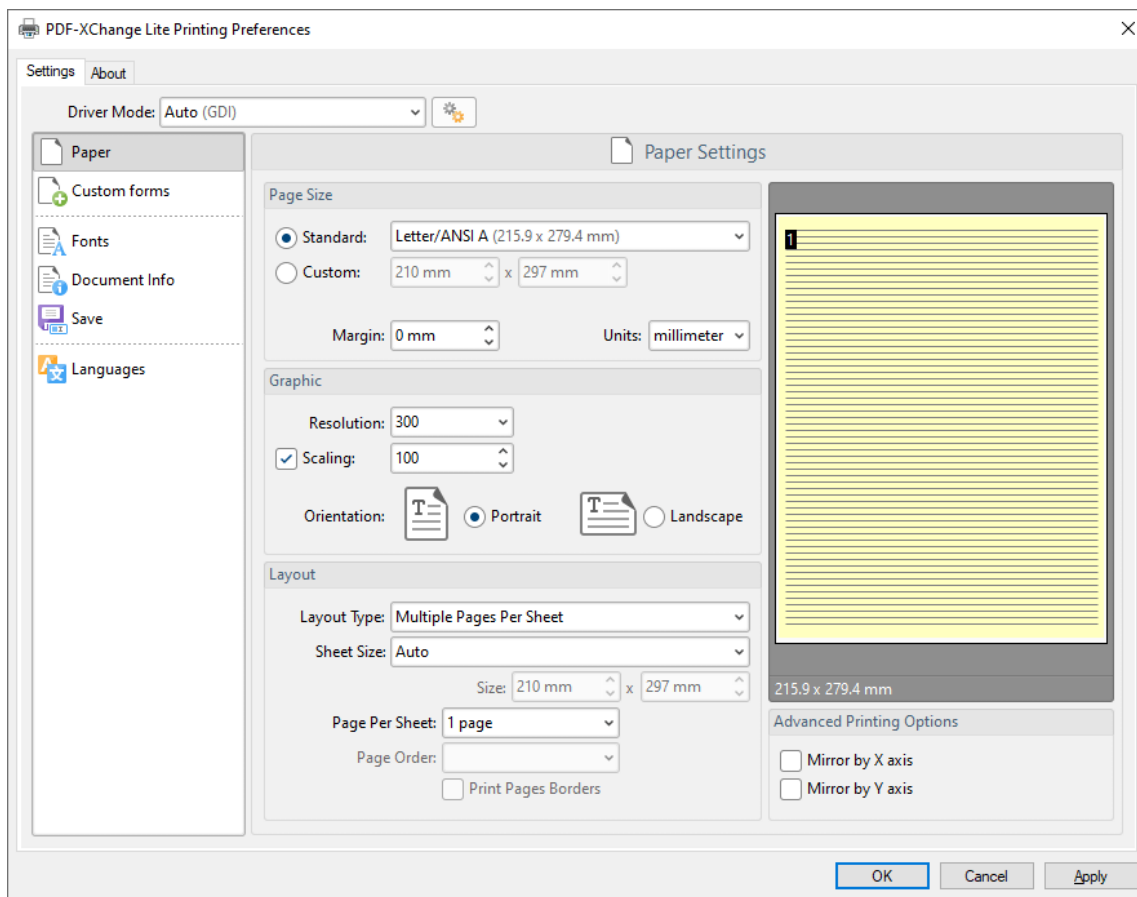 PDF-XChange Lite Printing Preferences
Settings About
Driver Mode: Auto (GDI)
Paper
Custom forms
Fonts
Document Info
Save
Languages
Paper Settings
Page Size
Standard: Letter/ANSI A (215.9 x 279.4 mm)
Custom: 210 mm x 297 mm
Margin: 0 mm Units: millimeter
Graphic
Resolution: 300
Scaling: 100
Orientation: T Portrait T Landscape
Layout
Layout Type: Multiple Pages Per Sheet
Sheet Size: Auto
Size: 210 mm x 297 mm
Page Per Sheet: 1 page
Page Order:
Print Pages Borders
1
215.9 x 279.4 mm
Advanced Printing Options
Mirror by X axis
Mirror by Y axis
OK Cancel Apply